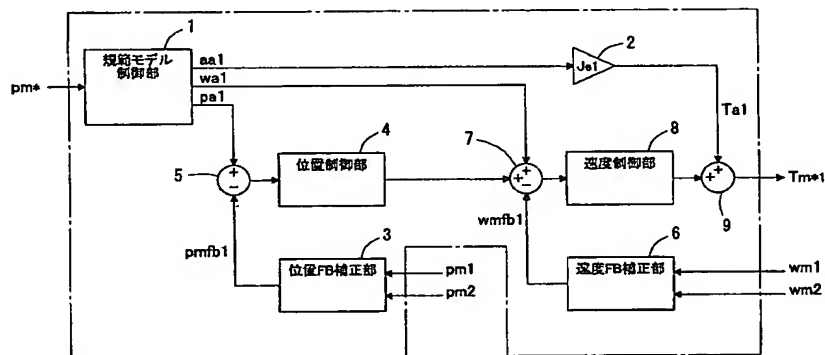 1
規範モデル
制御部
pm*
aa1
wa1
pa1
2
Je1
Ta1
4
位置制御部
5
+
−
7
+
+
−
8
速度制御部
+
+
9
Tm*1
pmfb1
3
位置FB補正部
pm1
pm2
wmfb1
6
速度FB補正部
wm1
wm2